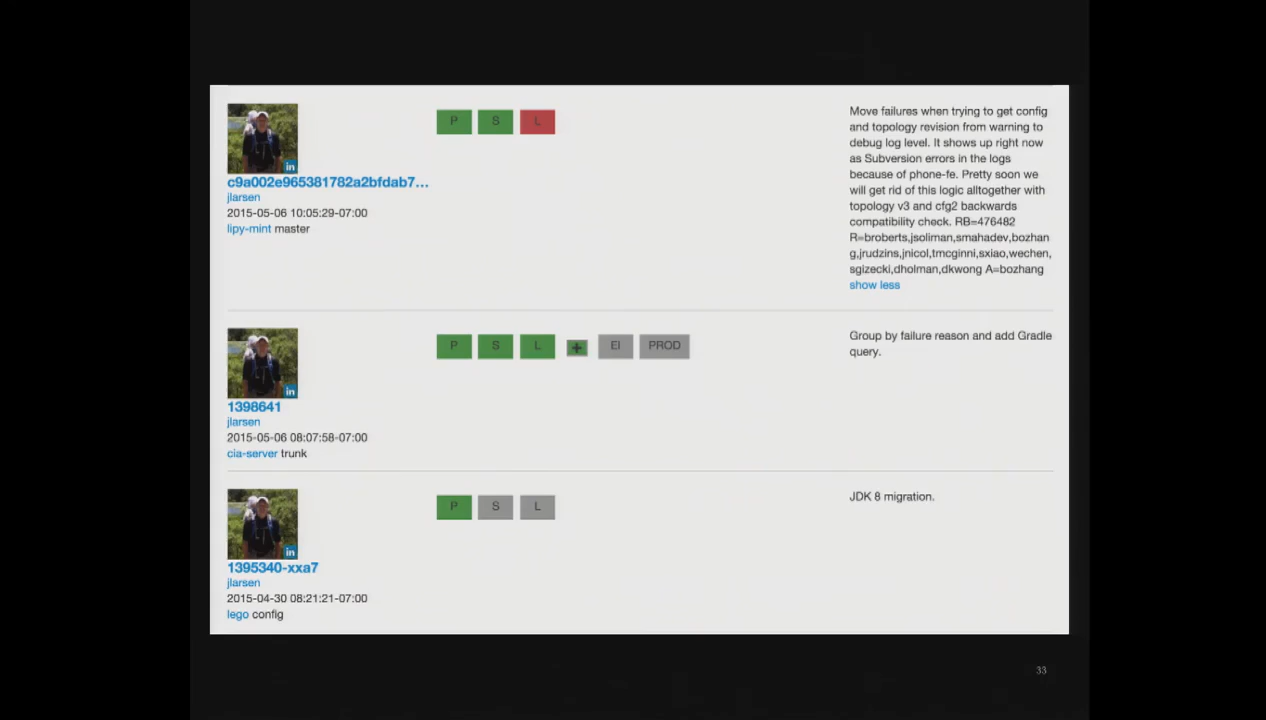 P S L
in
c9a002e965381782a2bfdab7...
jlarsen
2015-05-06 10:05:29-07:00
lipy-mint master
Move failures when trying to get config
and topology revision from warning to
debug log level. It shows up right now
as Subversion errors in the logs
because of phone-fe. Pretty soon we
will get rid of this logic alltogether with
topology v3 and cfg2 backwards
compatibility check. RB=476482
R=broberts,jsoliman,smahadev,bozhan
g,jrudzins,jnicol,tmcginni,sxiao,wechen,
sgizecki,dholman,dkwong A=bozhang
show less
P S L + EI PROD
in
1398641
jlarsen
2015-05-06 08:07:58-07:00
cia-server trunk
Group by failure reason and add Gradle
query.
P S L
in
1395340-xxa7
jlarsen
2015-04-30 08:21:21-07:00
lego config
JDK 8 migration.
33